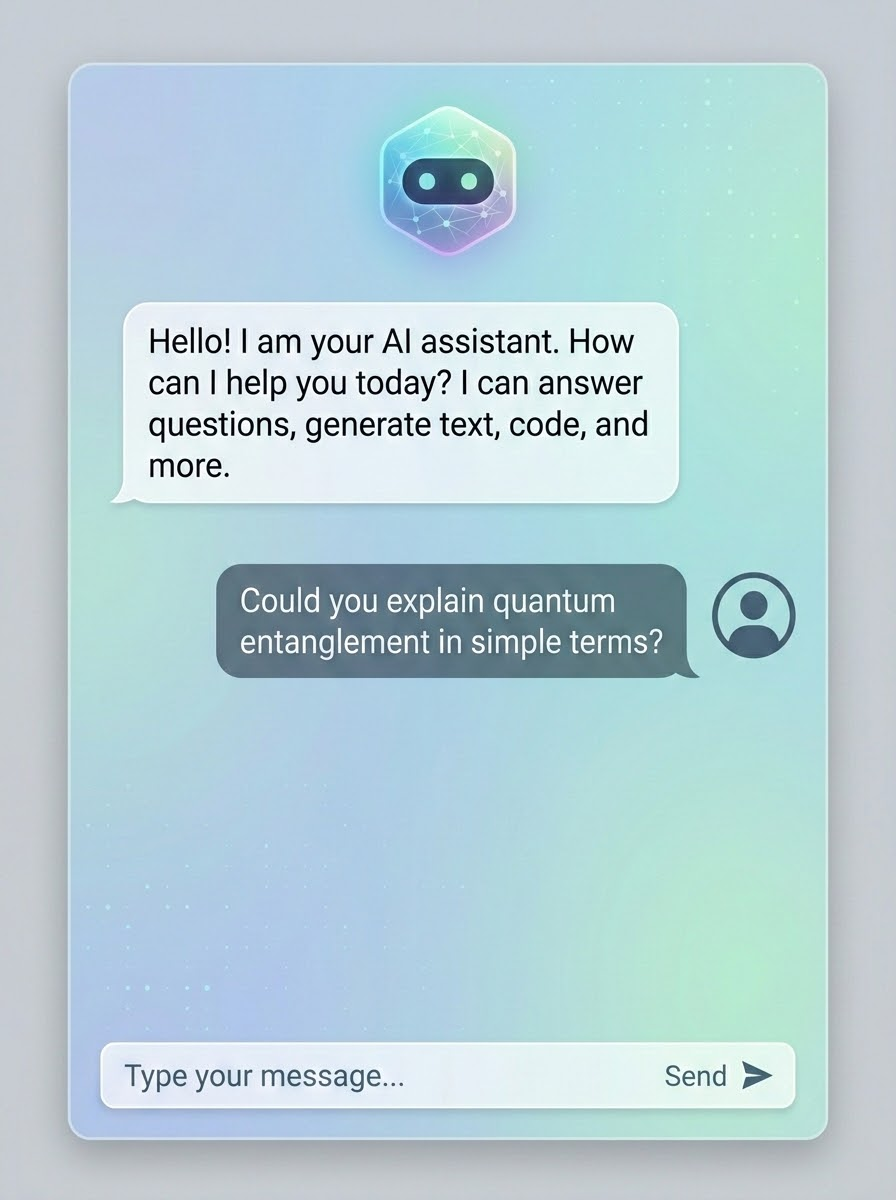 Hello! I am your AI assistant. How
can I help you today? I can answer
questions, generate text, code, and
more.
Could you explain quantum
entanglement in simple terms?
Type your message...
Send